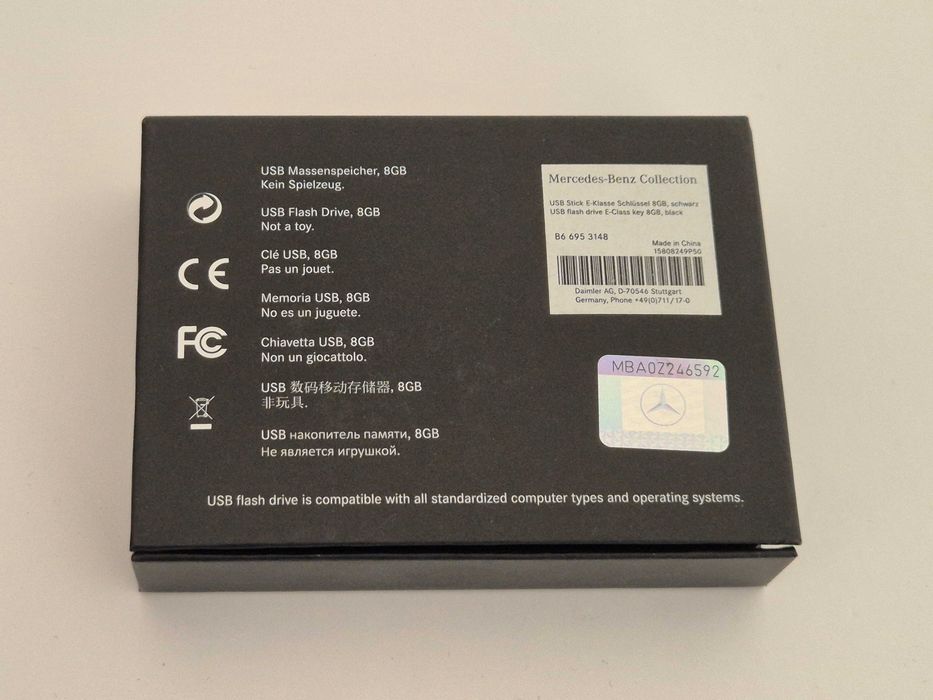 USB Massenspeicher, 8GB
Kein Spielzeug.
USB Flash Drive, 8GB
Not a toy.
Clé USB, 8GB
Pas un jouet.
Memoria USB, 8GB
No es un juguete.
Chiavetta USB, 8GB
Non un giocattolo.
USB 数码移动存储器, 8GB
非玩具.
USB накопитель памяти, 8GB
Не является игрушкой.
CE
FC
Mercedes-Benz Collection
USB Stick E-Klasse Schlüssel 8GB, schwarz
USB flash drive E-Class key 8GB, black
B6 695 3148
Made in China
15808249P50
Daimler AG, D-70546 Stuttgart
Germany, Phone +49(0)711/17-0
MBA0Z246592
USB flash drive is compatible with all standardized computer types and operating systems.